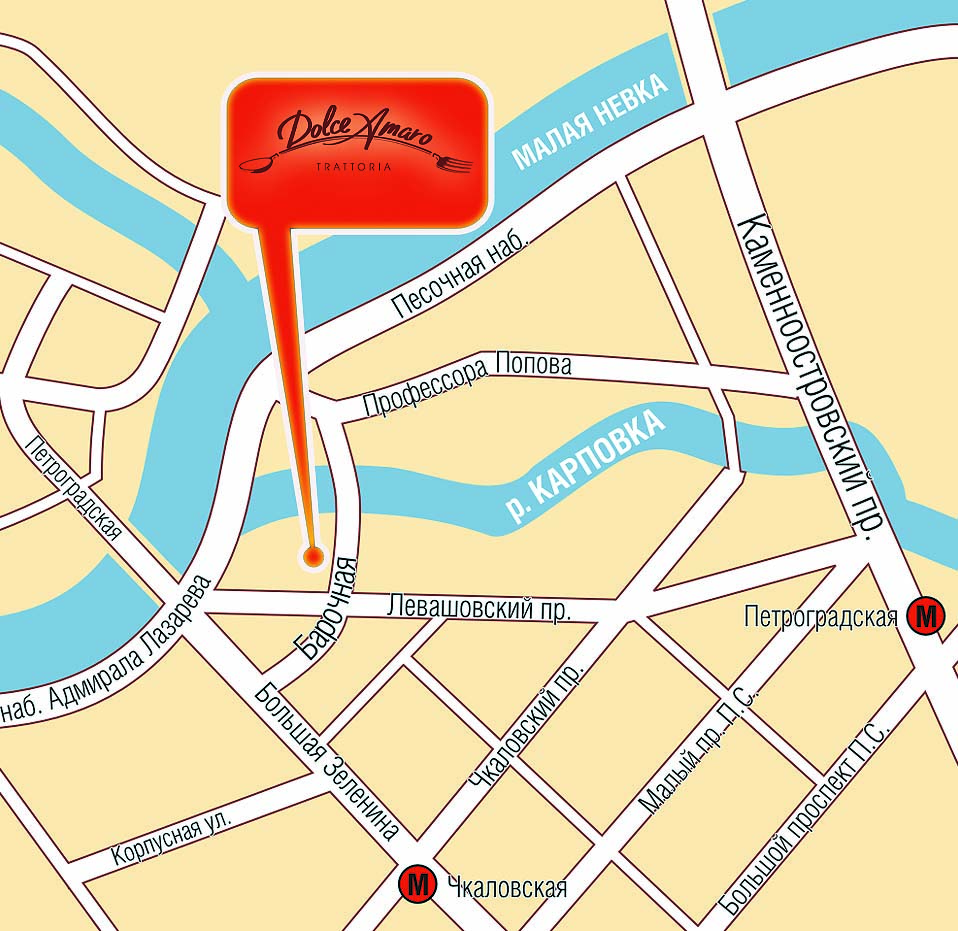 МАЛАЯ НЕВКА
Dolce Amaro
TRATTORIA
Песочная наб.
Каменноостровский пр.
Профессора Попова
р. КАРПОВКА
Петроградская
Барочная
Левашовский пр.
Петроградская
М
наб. Адмирала Лазарева
Большая Зеленина
Чкаловский пр.
Малый пр. П.С.
Большой проспект П.С.
Корпусная ул.
М
Чкаловская